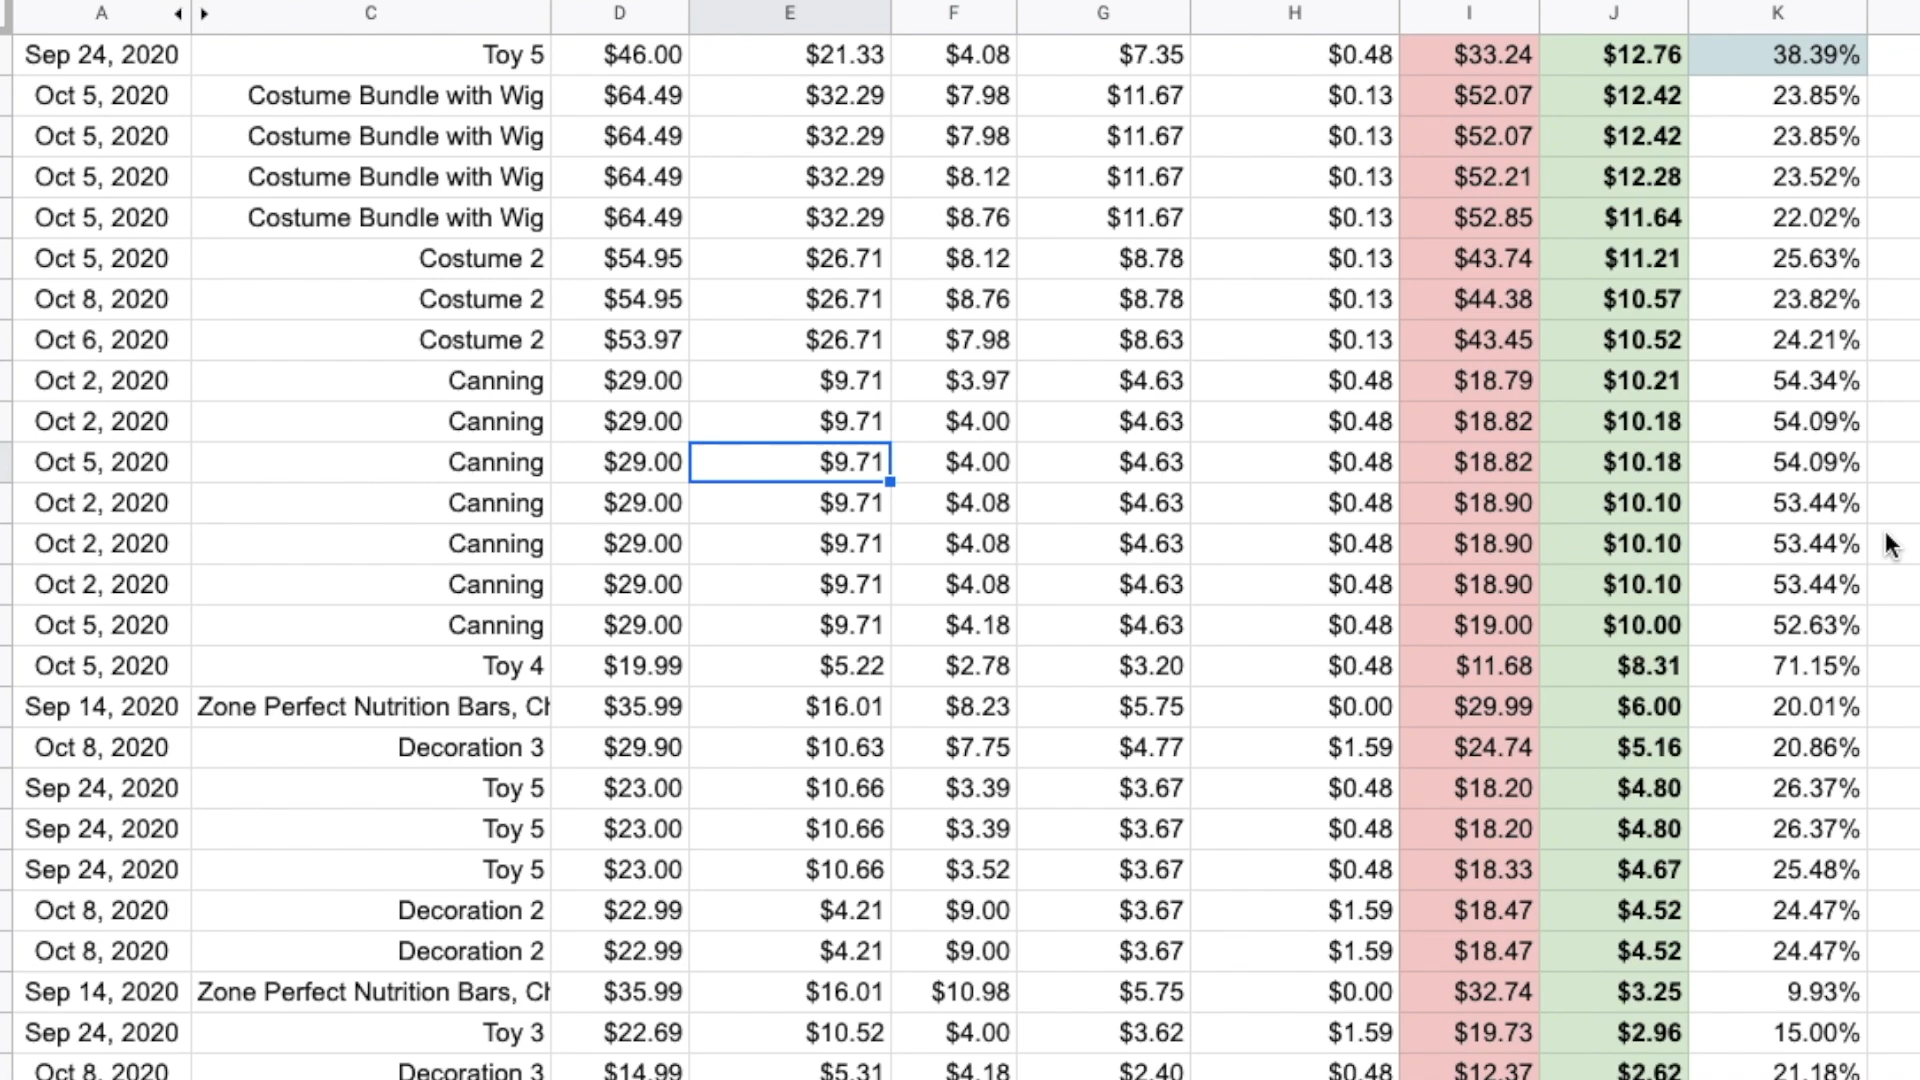 A C D E F G H I J K
Sep 24, 2020 Toy 5 $46.00 $21.33 $4.08 $7.35 $0.48 $33.24 $12.76 38.39%
Oct 5, 2020 Costume Bundle with Wig $64.49 $32.29 $7.98 $11.67 $0.13 $52.07 $12.42 23.85%
Oct 5, 2020 Costume Bundle with Wig $64.49 $32.29 $7.98 $11.67 $0.13 $52.07 $12.42 23.85%
Oct 5, 2020 Costume Bundle with Wig $64.49 $32.29 $8.12 $11.67 $0.13 $52.21 $12.28 23.52%
Oct 5, 2020 Costume Bundle with Wig $64.49 $32.29 $8.76 $11.67 $0.13 $52.85 $11.64 22.02%
Oct 5, 2020 Costume 2 $54.95 $26.71 $8.12 $8.78 $0.13 $43.74 $11.21 25.63%
Oct 8, 2020 Costume 2 $54.95 $26.71 $8.76 $8.78 $0.13 $44.38 $10.57 23.82%
Oct 6, 2020 Costume 2 $53.97 $26.71 $7.98 $8.63 $0.13 $43.45 $10.52 24.21%
Oct 2, 2020 Canning $29.00 $9.71 $3.97 $4.63 $0.48 $18.79 $10.21 54.34%
Oct 2, 2020 Canning $29.00 $9.71 $4.00 $4.63 $0.48 $18.82 $10.18 54.09%
Oct 5, 2020 Canning $29.00 $9.71 $4.00 $4.63 $0.48 $18.82 $10.18 54.09%
Oct 2, 2020 Canning $29.00 $9.71 $4.08 $4.63 $0.48 $18.90 $10.10 53.44%
Oct 2, 2020 Canning $29.00 $9.71 $4.08 $4.63 $0.48 $18.90 $10.10 53.44%
Oct 2, 2020 Canning $29.00 $9.71 $4.08 $4.63 $0.48 $18.90 $10.10 53.44%
Oct 5, 2020 Canning $29.00 $9.71 $4.18 $4.63 $0.48 $19.00 $10.00 52.63%
Oct 5, 2020 Toy 4 $19.99 $5.22 $2.78 $3.20 $0.48 $11.68 $8.31 71.15%
Sep 14, 2020 Zone Perfect Nutrition Bars, Ch $35.99 $16.01 $8.23 $5.75 $0.00 $29.99 $6.00 20.01%
Oct 8, 2020 Decoration 3 $29.90 $10.63 $7.75 $4.77 $1.59 $24.74 $5.16 20.86%
Sep 24, 2020 Toy 5 $23.00 $10.66 $3.39 $3.67 $0.48 $18.20 $4.80 26.37%
Sep 24, 2020 Toy 5 $23.00 $10.66 $3.39 $3.67 $0.48 $18.20 $4.80 26.37%
Sep 24, 2020 Toy 5 $23.00 $10.66 $3.52 $3.67 $0.48 $18.33 $4.67 25.48%
Oct 8, 2020 Decoration 2 $22.99 $4.21 $9.00 $3.67 $1.59 $18.47 $4.52 24.47%
Oct 8, 2020 Decoration 2 $22.99 $4.21 $9.00 $3.67 $1.59 $18.47 $4.52 24.47%
Sep 14, 2020 Zone Perfect Nutrition Bars, Ch $35.99 $16.01 $10.98 $5.75 $0.00 $32.74 $3.25 9.93%
Sep 24, 2020 Toy 3 $22.69 $10.52 $4.00 $3.62 $1.59 $19.73 $2.96 15.00%
Oct 8, 2020 Decoration 3 $14.99 $5.31 $4.18 $2.40 $0.48 $12.37 $2.62 21.18%